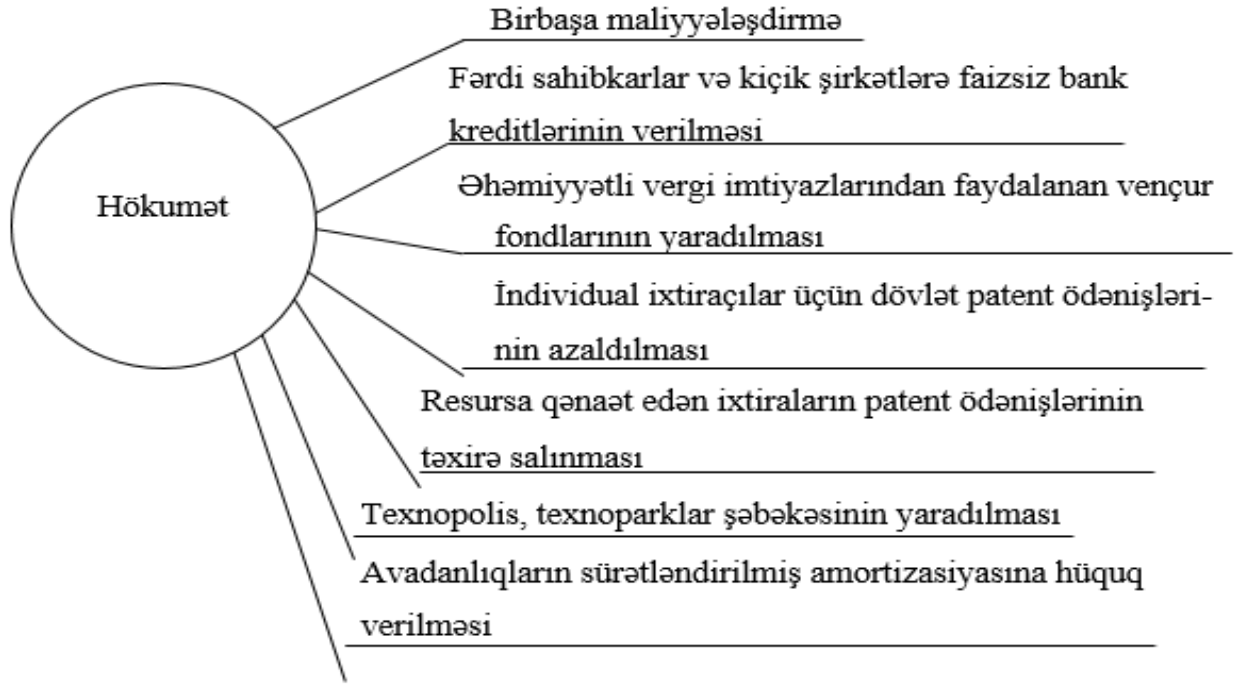 Birbaşa maliyyələşdirmə
Fərdi sahibkarlar və kiçik şirkətlərə faizsiz bank
kreditlərinin verilməsi
Hökumət
Əhəmiyyətli vergi imtiyazlarından faydalanan vençur
fondlarının yaradılması
İndividual ixtiraçılar üçün dövlət patent ödənişləri-
nin azaldılması
Resursa qənaət edən ixtiraların patent ödənişlərinin
təxirə salınması
Texnopolis, texnoparklar şəbəkəsinin yaradılması
Avadanlıqların sürətləndirilmiş amortizasiyasına hüquq
verilməsi